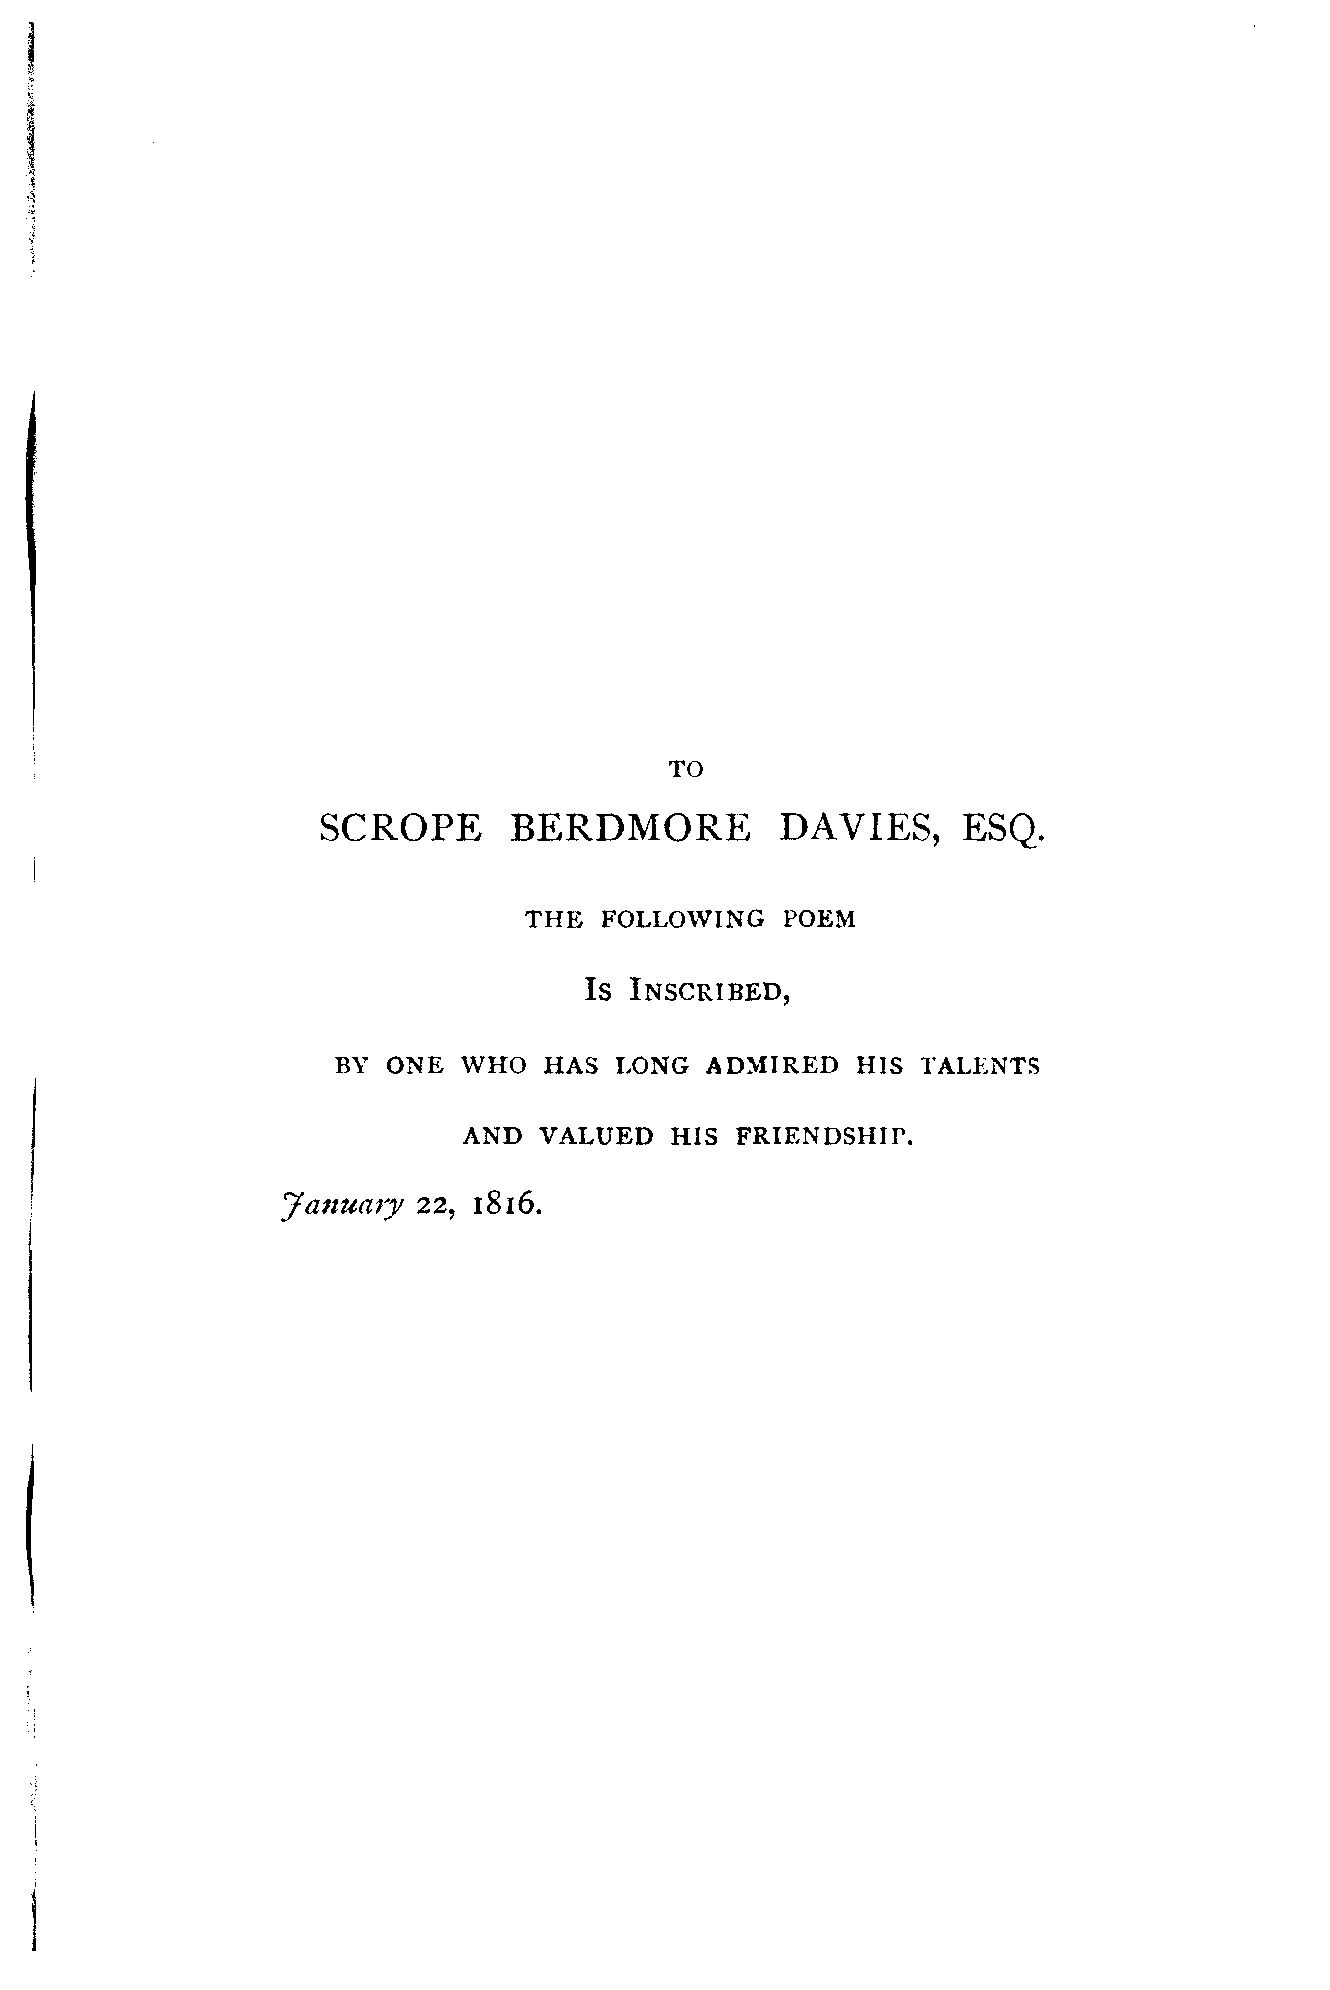 TO
SCROPE BERDMORE DAVIES, ESQ.
THE FOLLOWING POEM
Is Inscribed,
BY ONE WHO HAS LONG ADMIRED HIS TALENTS
AND VALUED HIS FRIENDSHIP.
January 22, 1816.